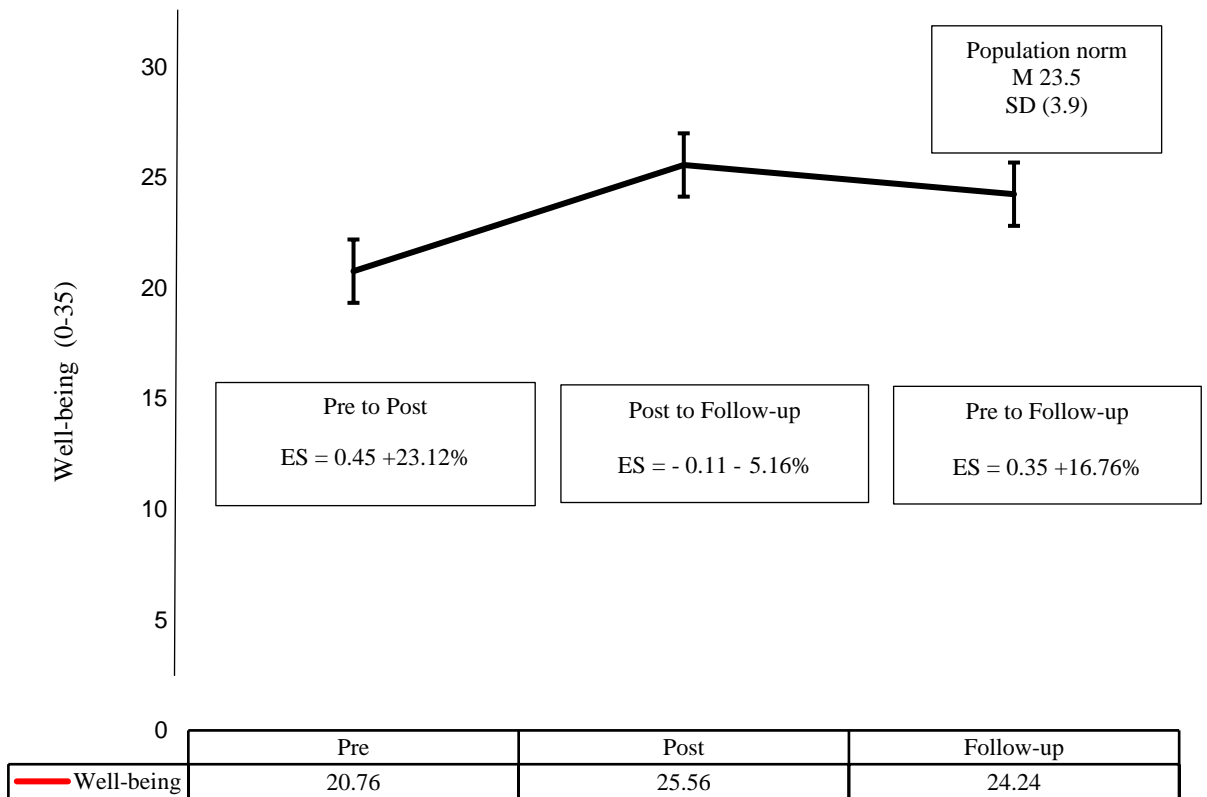 30
Population norm
M 23.5
SD (3.9)
25
20
Well-being (0-35)
15
Pre to Post
ES = 0.45 +23.12%
Post to Follow-up
ES = - 0.11 - 5.16%
Pre to Follow-up
ES = 0.35 +16.76%
10
5
0
Pre Post Follow-up
Well-being 20.76 25.56 24.24